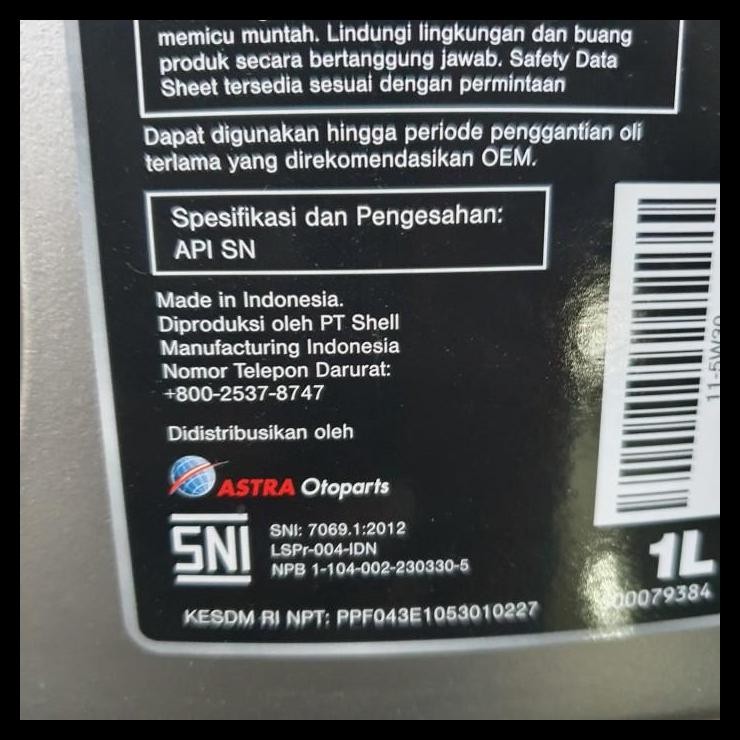 memicu muntah. Lindungi lingkungan dan buang
produk secara bertanggung jawab. Safety Data
Sheet tersedia sesuai dengan permintaan
Dapat digunakan hingga periode penggantian oli
terlama yang direkomendasikan OEM.
Spesifikasi dan Pengesahan:
API SN
Made in Indonesia.
Diproduksi oleh PT Shell
Manufacturing Indonesia
Nomor Telepon Darurat:
+800-2537-8747
Didistribusikan oleh
ASTRA Otoparts
SNI
SNI: 7069.1:2012
LSPr-004-IDN
NPB 1-104-002-230330-5
KESDM RI NPT: PPF043E1053010227
11-5W30
1L
00079384